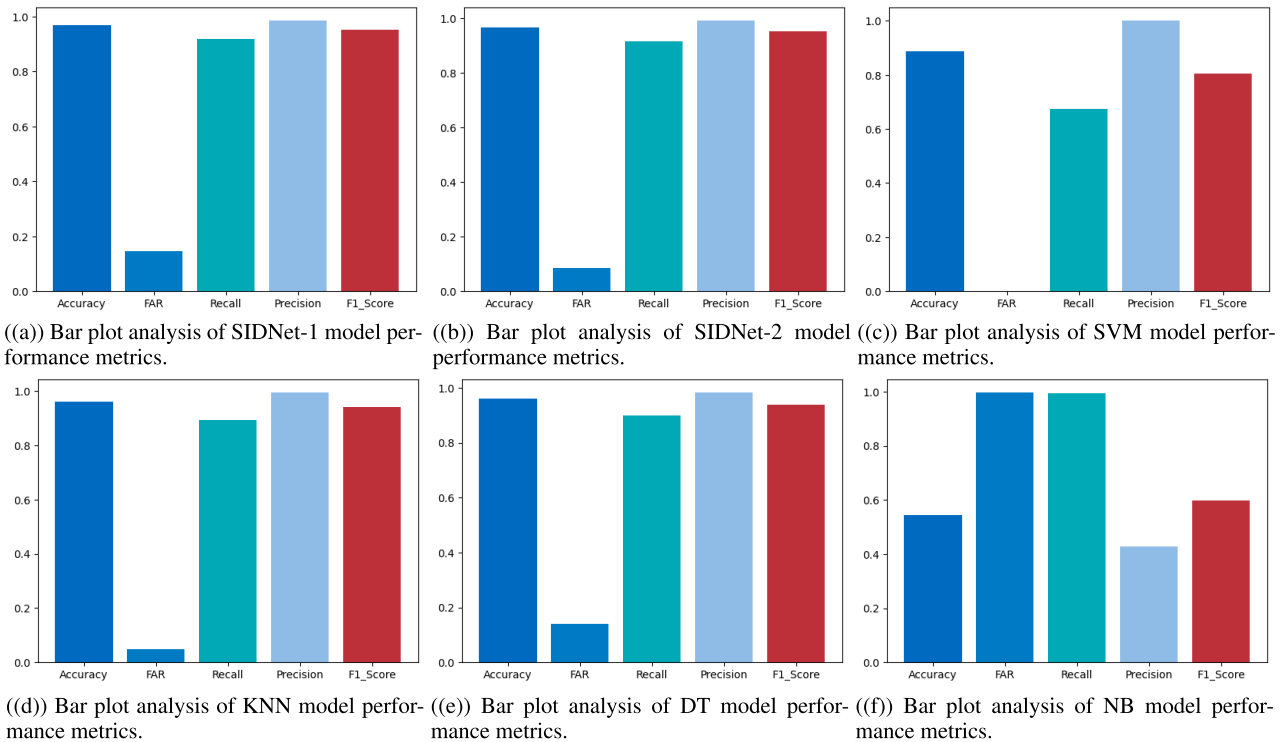 1.0
0.8
0.6
0.4
0.2
0.0
Accuracy FAR Recall Precision F1_Score
((a)) Bar plot analysis of SIDNet-1 model per-
formance metrics.
1.0
0.8
0.6
0.4
0.2
0.0
Accuracy FAR Recall Precision F1_Score
((b)) Bar plot analysis of SIDNet-2 model
performance metrics.
1.0
0.8
0.6
0.4
0.2
0.0
Accuracy FAR Recall Precision F1_Score
((c)) Bar plot analysis of SVM model perfor-
mance metrics.
1.0
0.8
0.6
0.4
0.2
0.0
Accuracy FAR Recall Precision F1_Score
((d)) Bar plot analysis of KNN model perfor-
mance metrics.
1.0
0.8
0.6
0.4
0.2
0.0
Accuracy FAR Recall Precision F1_Score
((e)) Bar plot analysis of DT model perfor-
mance metrics.
1.0
0.8
0.6
0.4
0.2
0.0
Accuracy FAR Recall Precision F1_Score
((f)) Bar plot analysis of NB model perfor-
mance metrics.